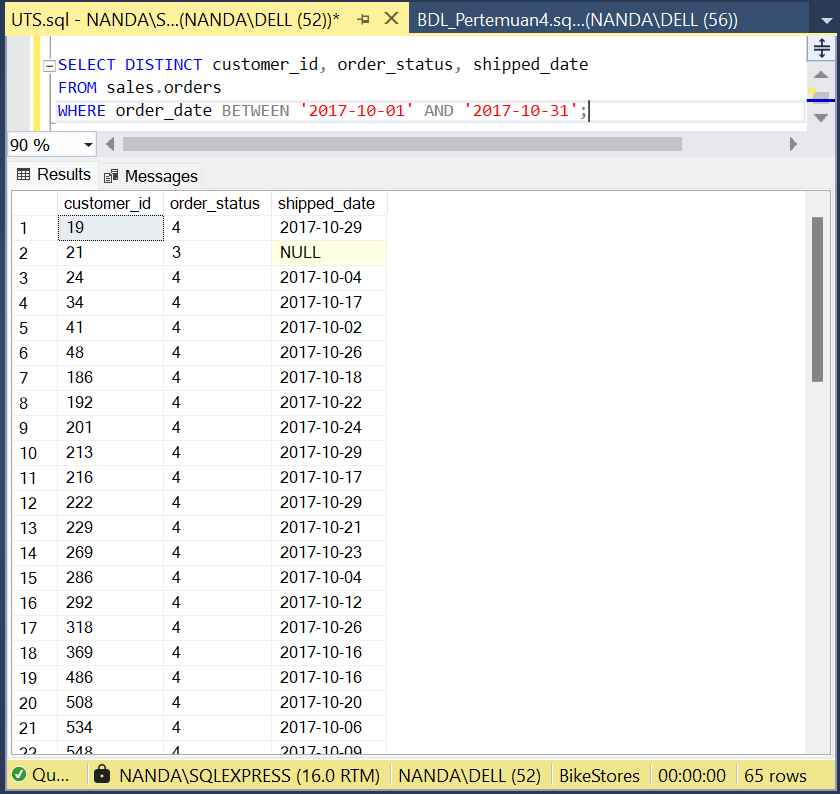 UTS.sql - NANDA\S...(NANDA\DELL (52))* BDL_Pertemuan4.sq...(NANDA\DELL (56))
SELECT DISTINCT customer_id, order_status, shipped_date
FROM sales.orders
WHERE order_date BETWEEN '2017-10-01' AND '2017-10-31';
90 %
Results Messages
customer_id order_status shipped_date
1 19 4 2017-10-29
2 21 3 NULL
3 24 4 2017-10-04
4 34 4 2017-10-17
5 41 4 2017-10-02
6 48 4 2017-10-26
7 186 4 2017-10-18
8 192 4 2017-10-22
9 201 4 2017-10-24
10 213 4 2017-10-29
11 216 4 2017-10-17
12 222 4 2017-10-29
13 229 4 2017-10-21
14 269 4 2017-10-23
15 286 4 2017-10-04
16 292 4 2017-10-12
17 318 4 2017-10-26
18 369 4 2017-10-16
19 486 4 2017-10-16
20 508 4 2017-10-20
21 534 4 2017-10-06
22 548 4 2017-10-09
Qu... NANDA\SQLEXPRESS (16.0 RTM) NANDA\DELL (52) BikeStores 00:00:00 65 rows